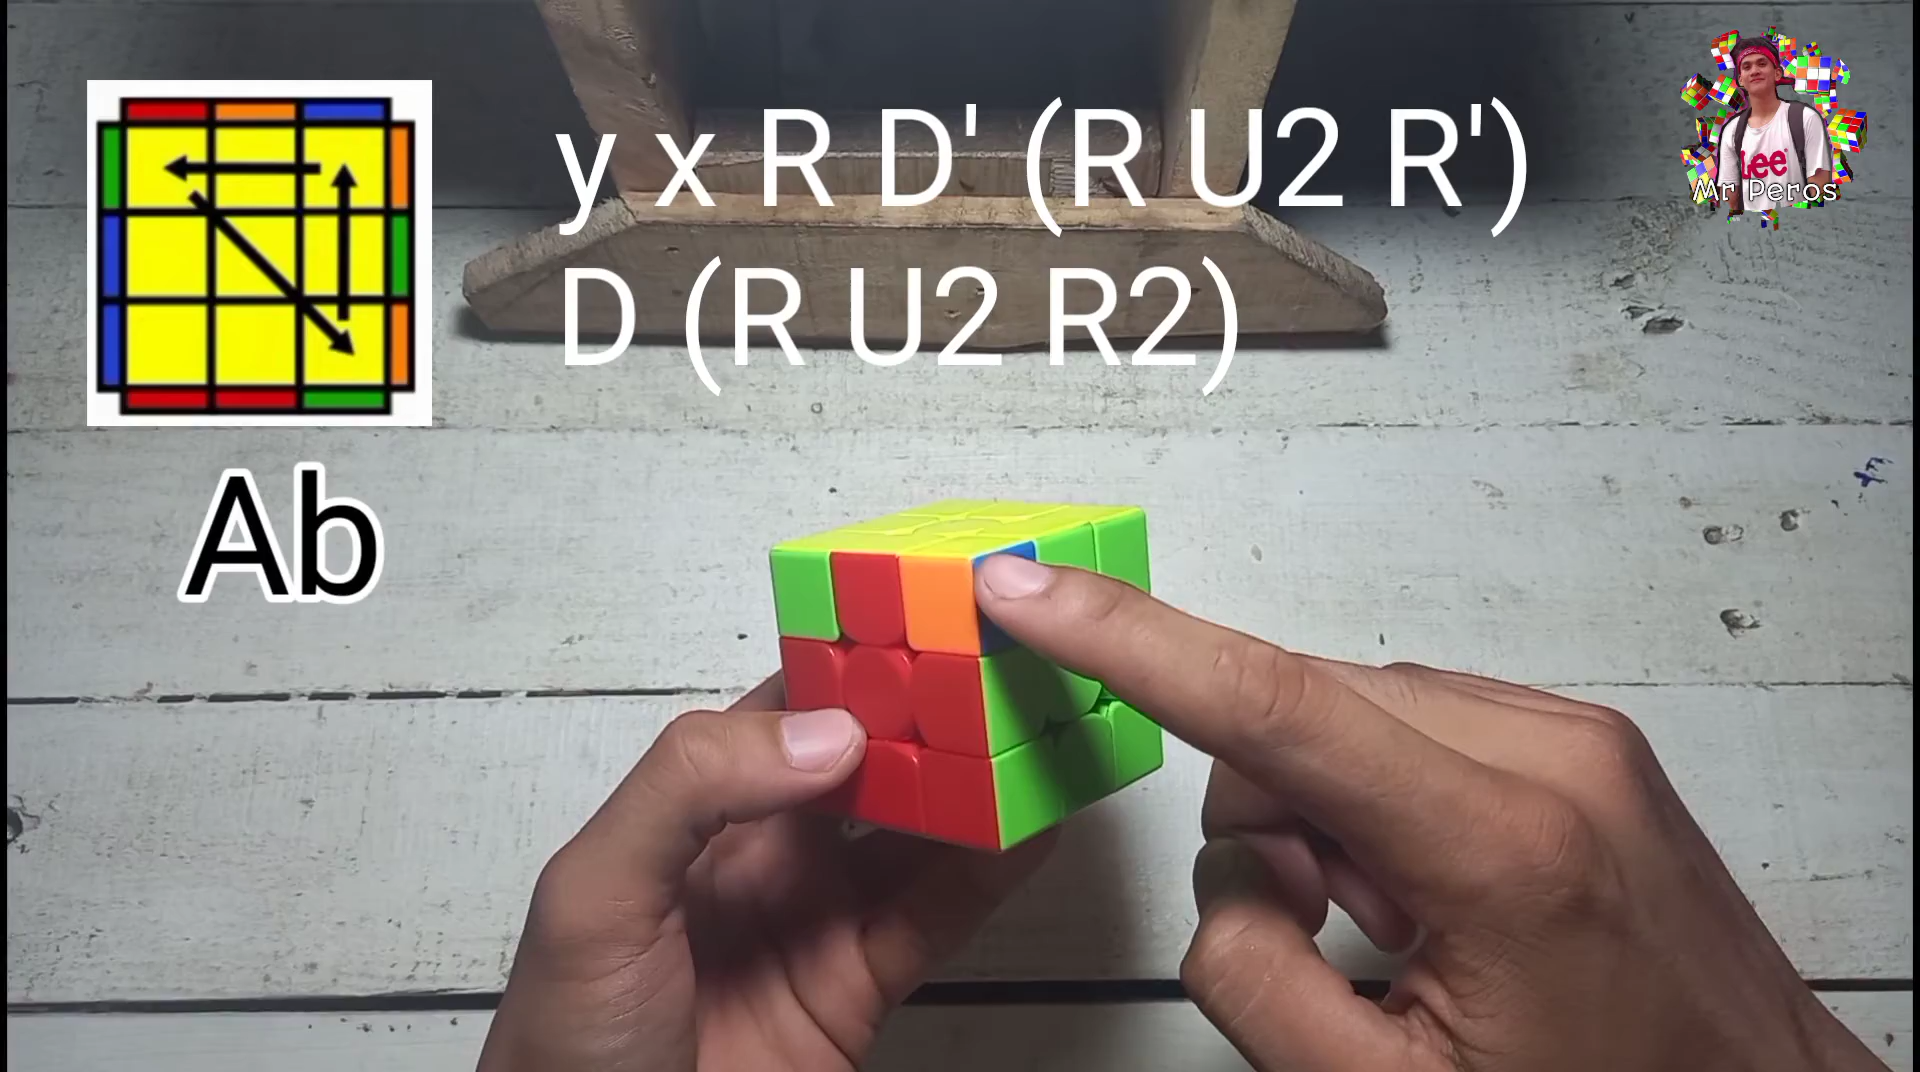 y x R D' (R U2 R')
D (R U2 R2)
Ab
Lee
Mr Peros